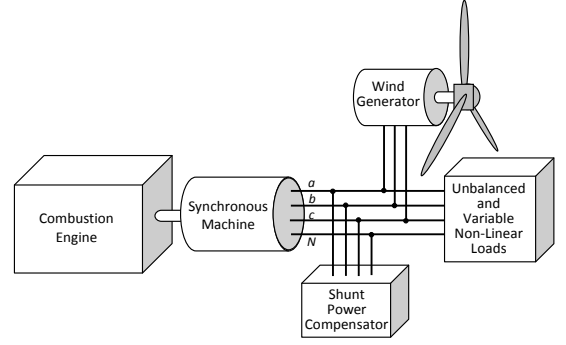 Wind
Generator
Combustion
Engine
Synchronous
Machine
a
b
c
N
Unbalanced
and
Variable
Non-Linear
Loads
Shunt
Power
Compensator